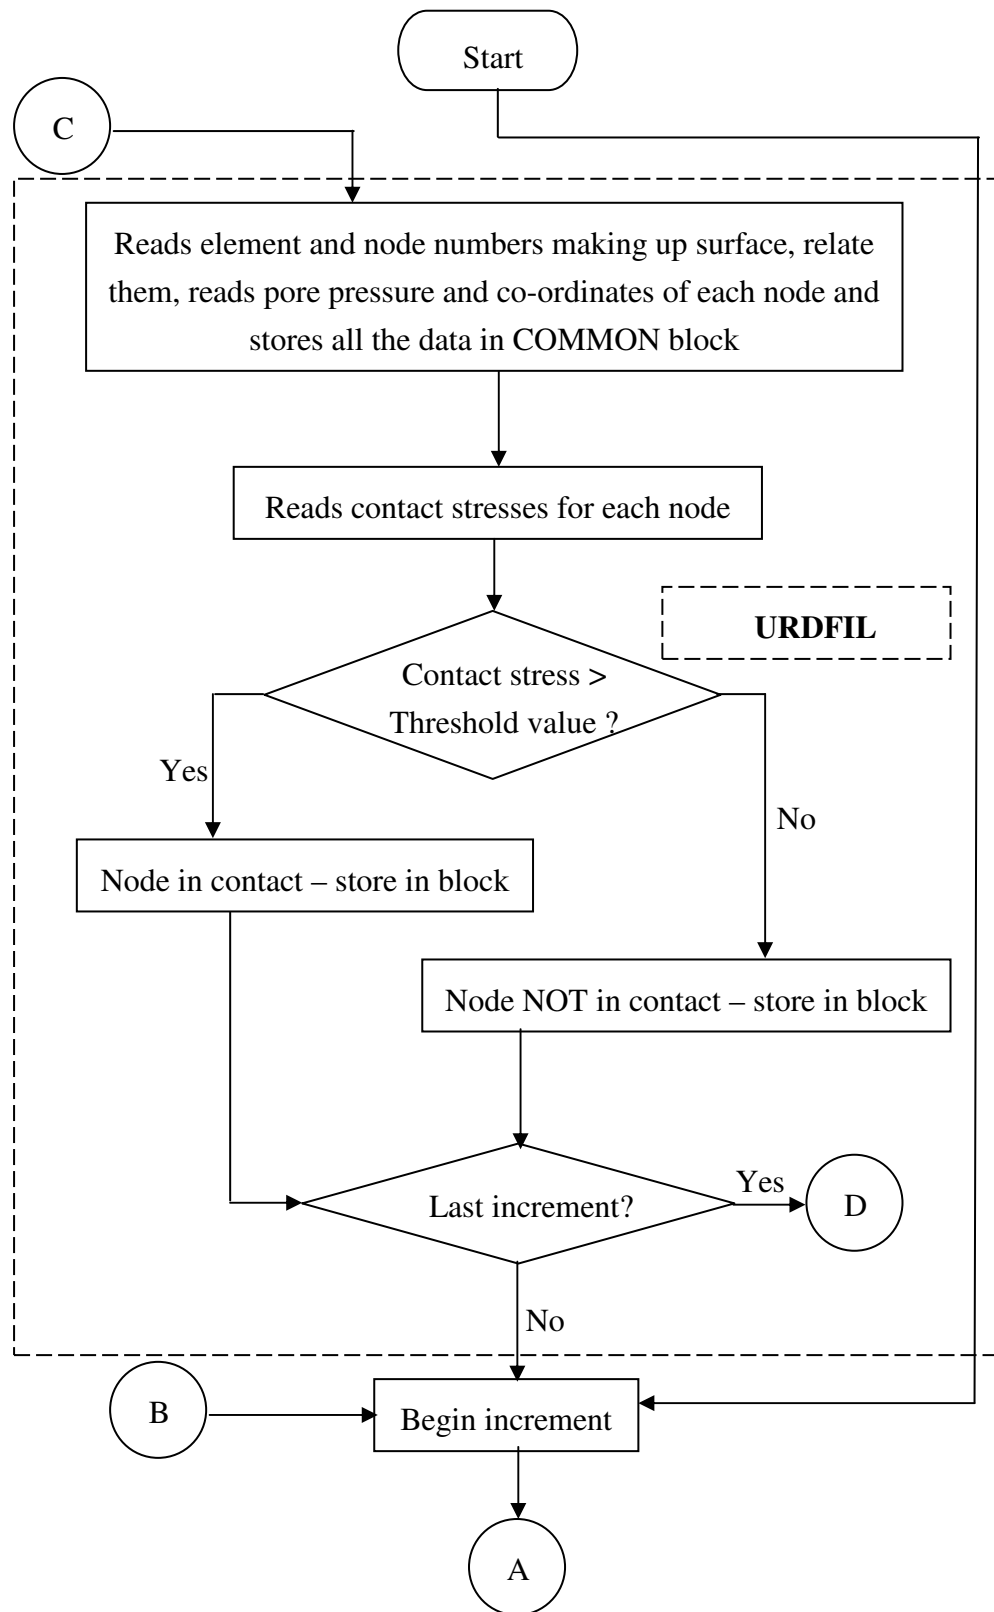 Start
C
Reads element and node numbers making up surface, relate
them, reads pore pressure and co-ordinates of each node and
stores all the data in COMMON block
Reads contact stresses for each node
URDFIL
Contact stress >
Threshold value ?
Yes
No
Node in contact – store in block
Node NOT in contact – store in block
Last increment?
Yes
D
No
B
Begin increment
A